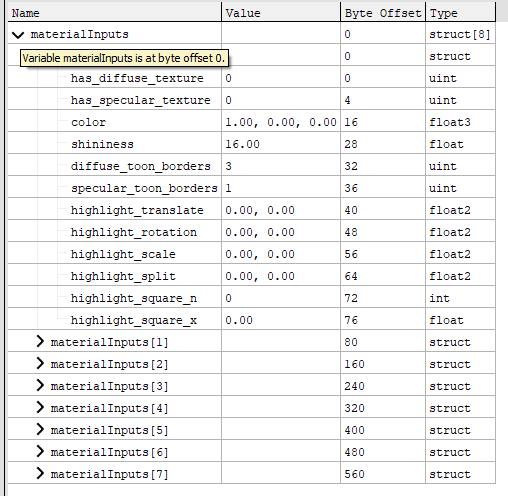 Name Value Byte Offset Type
materialInputs 0 struct[8]
Variable materialInputs is at byte offset 0. 0 struct
has_diffuse_texture 0 0 uint
has_specular_texture 0 4 uint
color 1.00, 0.00, 0.00 16 float3
shininess 16.00 28 float
diffuse_toon_borders 3 32 uint
specular_toon_borders 1 36 uint
highlight_translate 0.00, 0.00 40 float2
highlight_rotation 0.00, 0.00 48 float2
highlight_scale 0.00, 0.00 56 float2
highlight_split 0.00, 0.00 64 float2
highlight_square_n 0 72 int
highlight_square_x 0.00 76 float
materialInputs[1] 80 struct
materialInputs[2] 160 struct
materialInputs[3] 240 struct
materialInputs[4] 320 struct
materialInputs[5] 400 struct
materialInputs[6] 480 struct
materialInputs[7] 560 struct